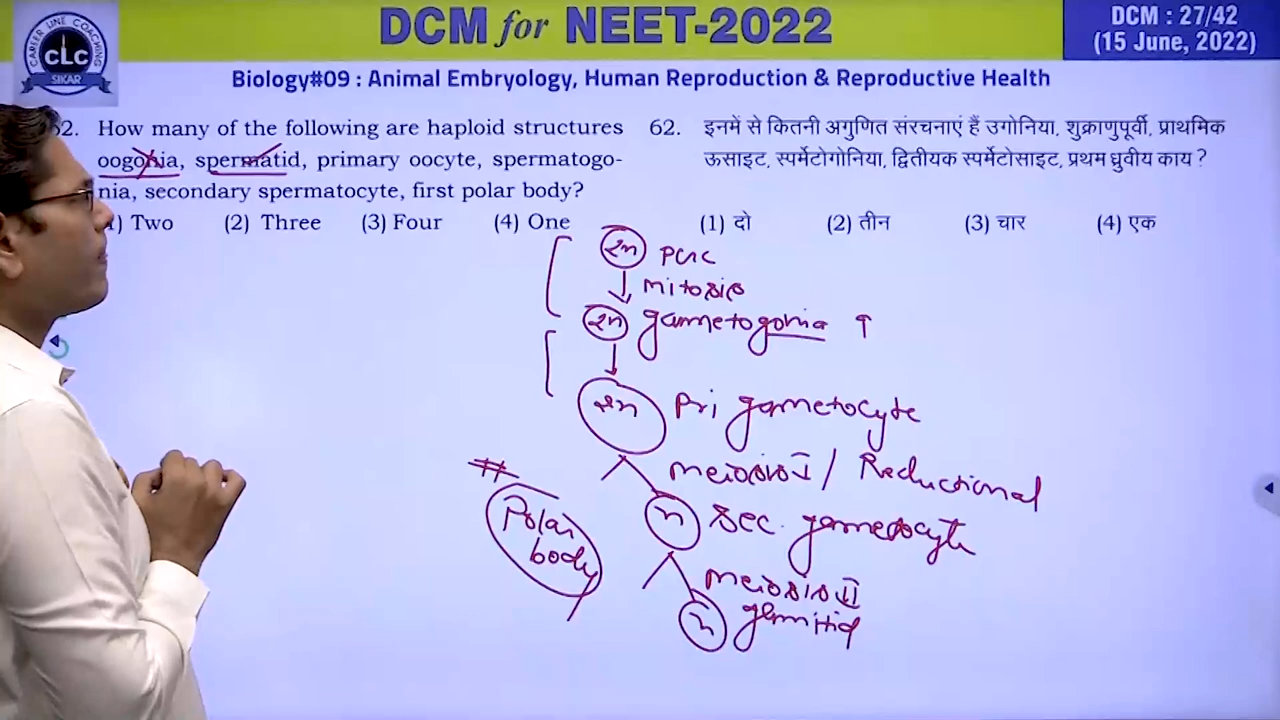 DCM for NEET-2022
DCM : 27/42
(15 June, 2022)
CAREER LINE COACHING
CLC
SIKAR
Biology#09 : Animal Embryology, Human Reproduction & Reproductive Health
62. How many of the following are haploid structures
oogonia, spermatid, primary oocyte, spermatogo-
nia, secondary spermatocyte, first polar body?
(1) Two (2) Three (3) Four (4) One
62. इनमें से कितनी अगुणित संरचनाएं हैं उगोनिया, शुक्राणुपूर्वी, प्राथमिक
ऊसाइट, स्पर्मेटोगोनिया, द्वितीयक स्पर्मेटोसाइट, प्रथम ध्रुवीय काय ?
(1) दो (2) तीन (3) चार (4) एक
2n PGC
↓ mitosis
2n gametogonia ↑
↓
2n Pri gametocyte
meiosis I / Reductional
n sec. gametocyte
# Polar
body
meiosis II
n